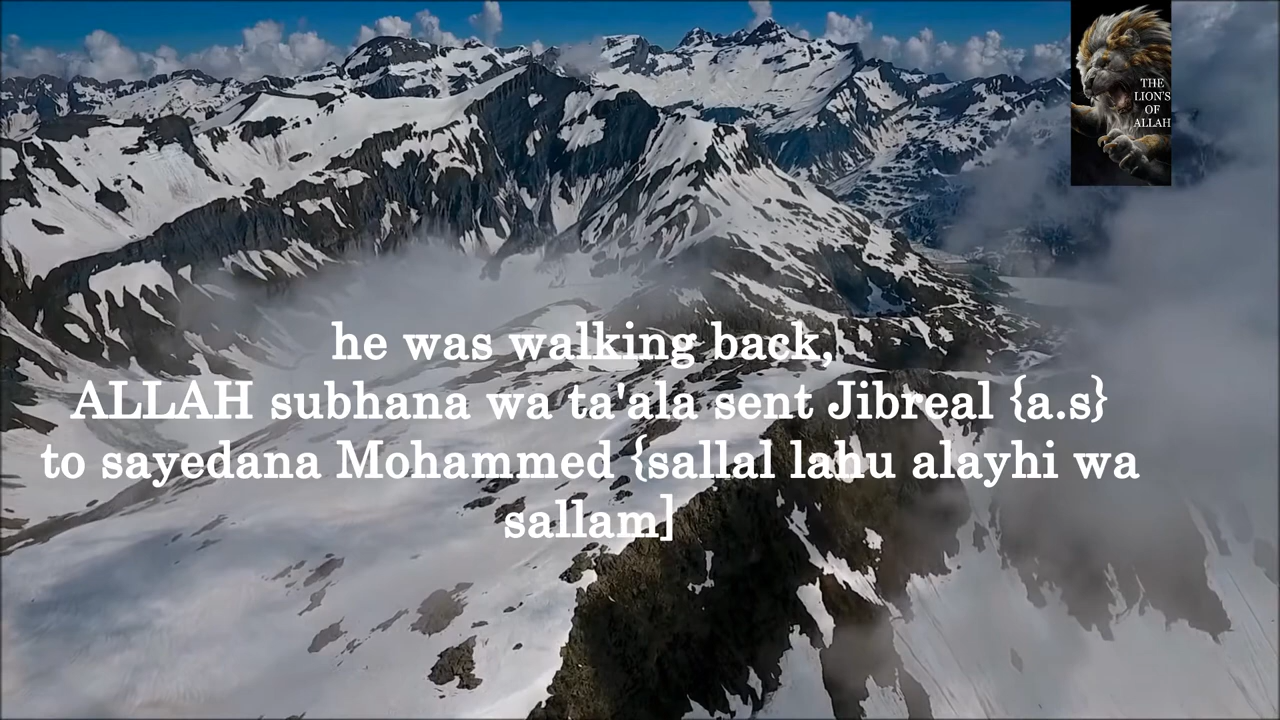 THE
LION'S
OF
ALLAH
he was walking back,
ALLAH subhana wa ta'ala sent Jibreal {a.s}
to sayedana Mohammed {sallal lahu alayhi wa
sallam]